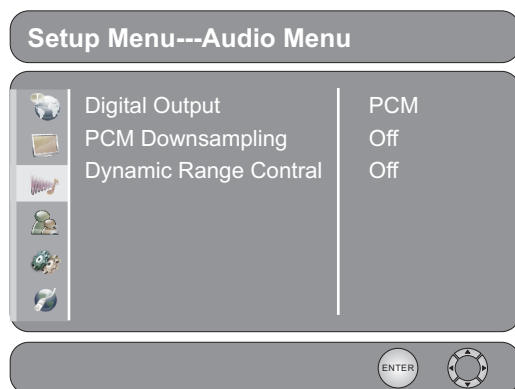 Setup Menu---Audio Menu
Digital Output PCM
PCM Downsampling Off
Dynamic Range Contral Off
ENTER